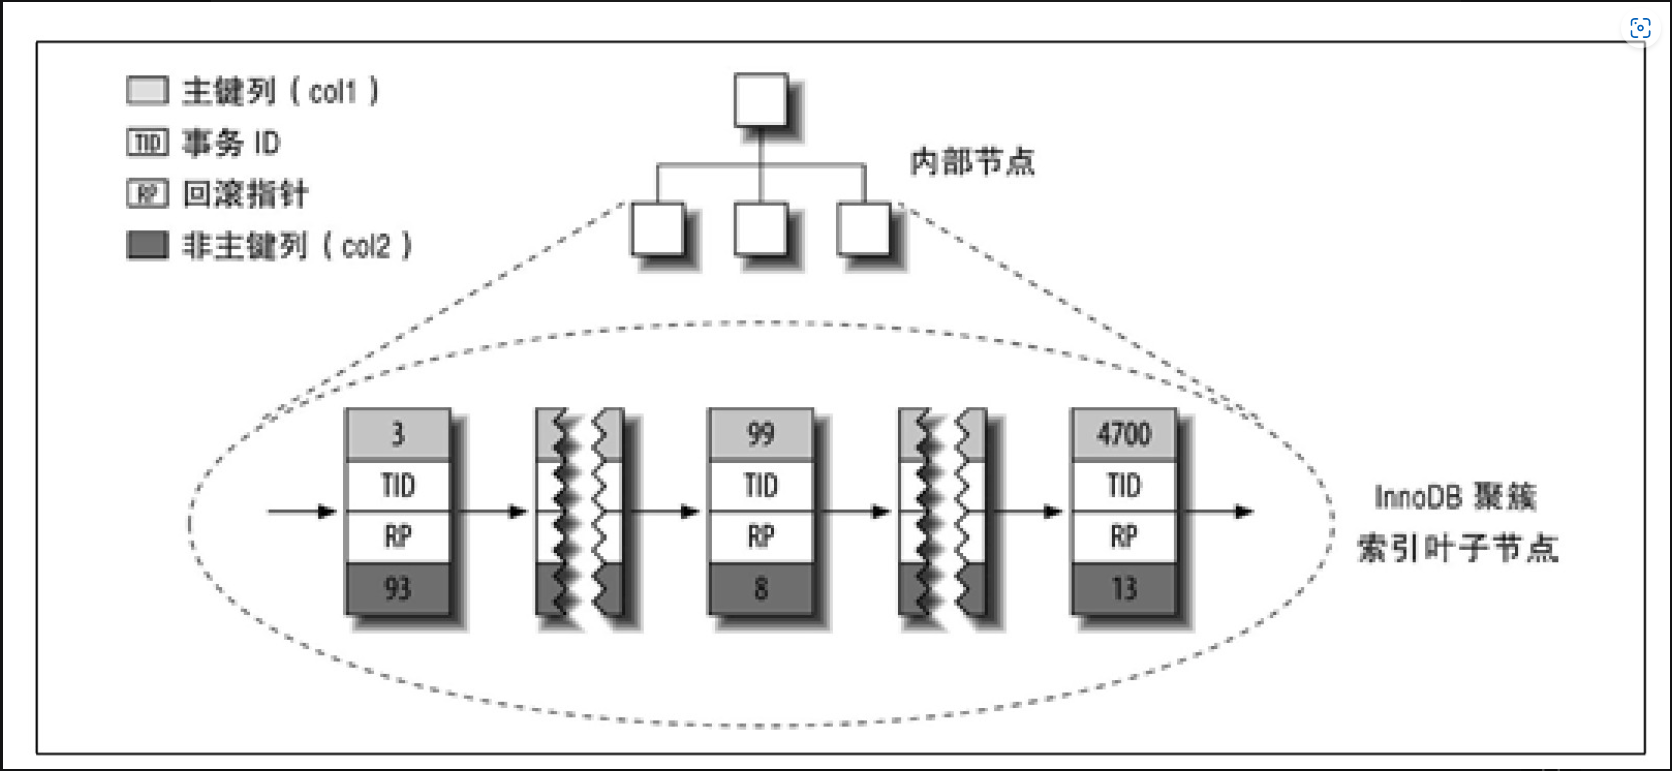 主键列（col1）
TID 事务 ID
RP 回滚指针
非主键列（col2）
内部节点
3
TID
RP
93
99
TID
RP
8
4700
TID
RP
13
InnoDB 聚簇
索引叶子节点